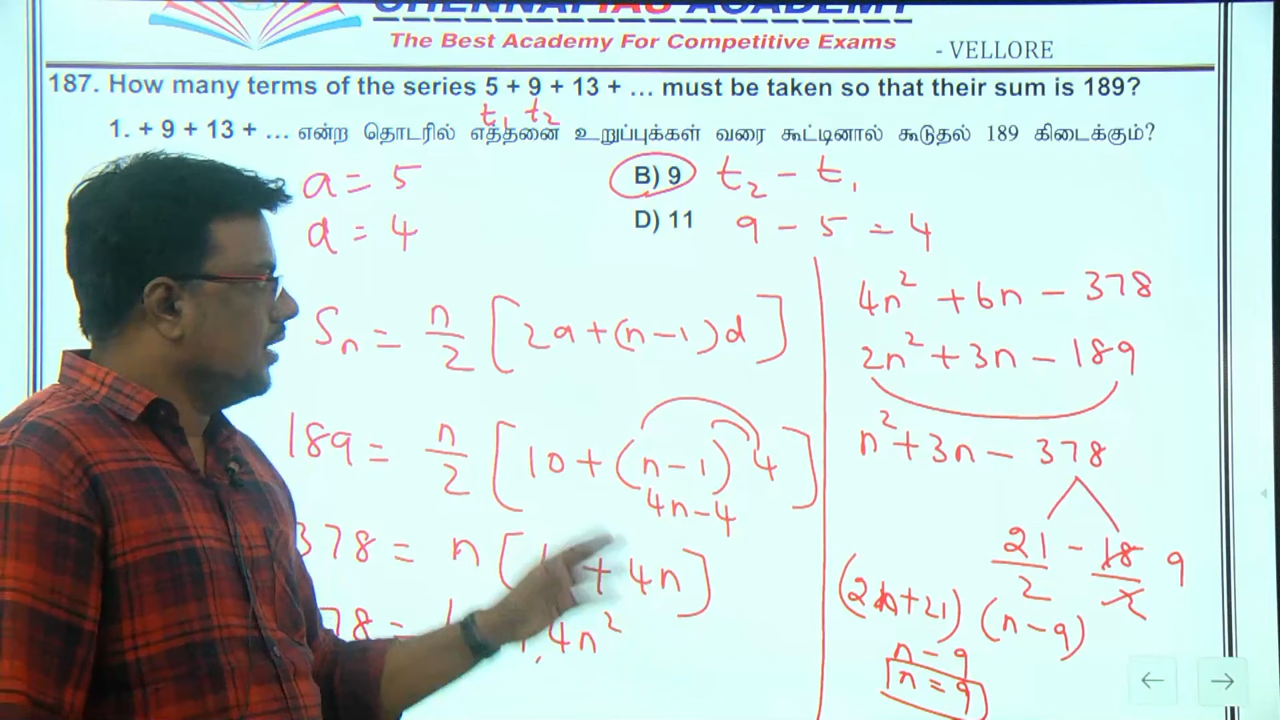 CHENNAI IAS ACADEMY
The Best Academy For Competitive Exams
- VELLORE
187. How many terms of the series 5 + 9 + 13 + ... must be taken so that their sum is 189?
t₁ t₂
1. + 9 + 13 + ... என்ற தொடரில் எத்தனை உறுப்புக்கள் வரை கூட்டினால் கூடுதல் 189 கிடைக்கும்?
a = 5
B) 9 t₂ - t₁
d = 4
D) 11 9 - 5 = 4
Sₙ = n/2 [2a+(n-1)d]
189 = n/2 [10+(n-1)4]
4n-4
378 = n[ + 4n]
78 = 4n²
4n² + 6n - 378
2n² + 3n - 189
n² + 3n - 378
21/2 - 18/2 9
(2n+21) (n-9)
n - 9
n = 9